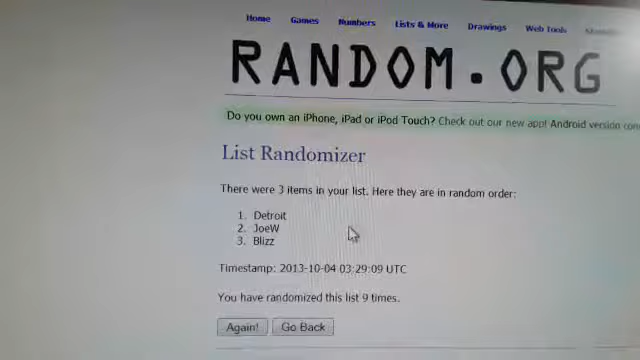 Home Games Numbers Lists & More Drawings Web Tools
RANDOM.ORG
Do you own an iPhone, iPad or iPod Touch? Check out our new app! Android version
List Randomizer
There were 3 items in your list. Here they are in random order:
1. Detroit
2. JoeW
3. Blizz
Timestamp: 2013-10-04 03:29:09 UTC
You have randomized this list 9 times.
Again! Go Back